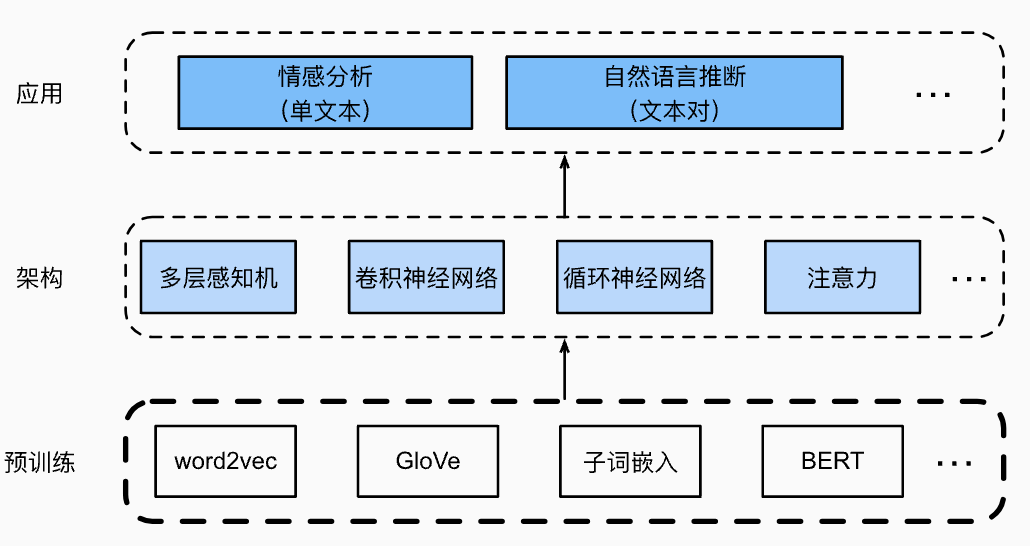 应用
情感分析
(单文本)
自然语言推断
(文本对)
...
架构
多层感知机
卷积神经网络
循环神经网络
注意力
...
预训练
word2vec
GloVe
子词嵌入
BERT
...